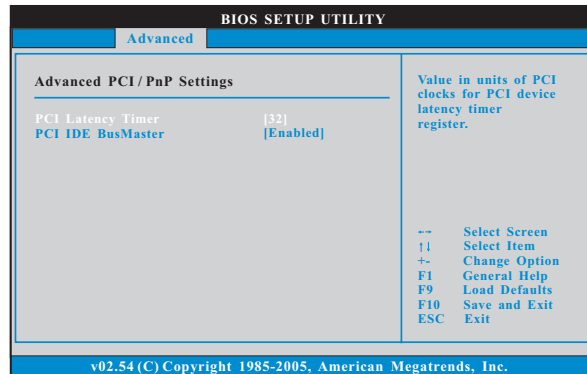 BIOS SETUP UTILITY
Advanced
Advanced PCI / PnP Settings
PCI Latency Timer [32]
PCI IDE BusMaster [Enabled]
Value in units of PCI
clocks for PCI device
latency timer
register.
←→ Select Screen
↑↓ Select Item
+- Change Option
F1 General Help
F9 Load Defaults
F10 Save and Exit
ESC Exit
v02.54 (C) Copyright 1985-2005, American Megatrends, Inc.